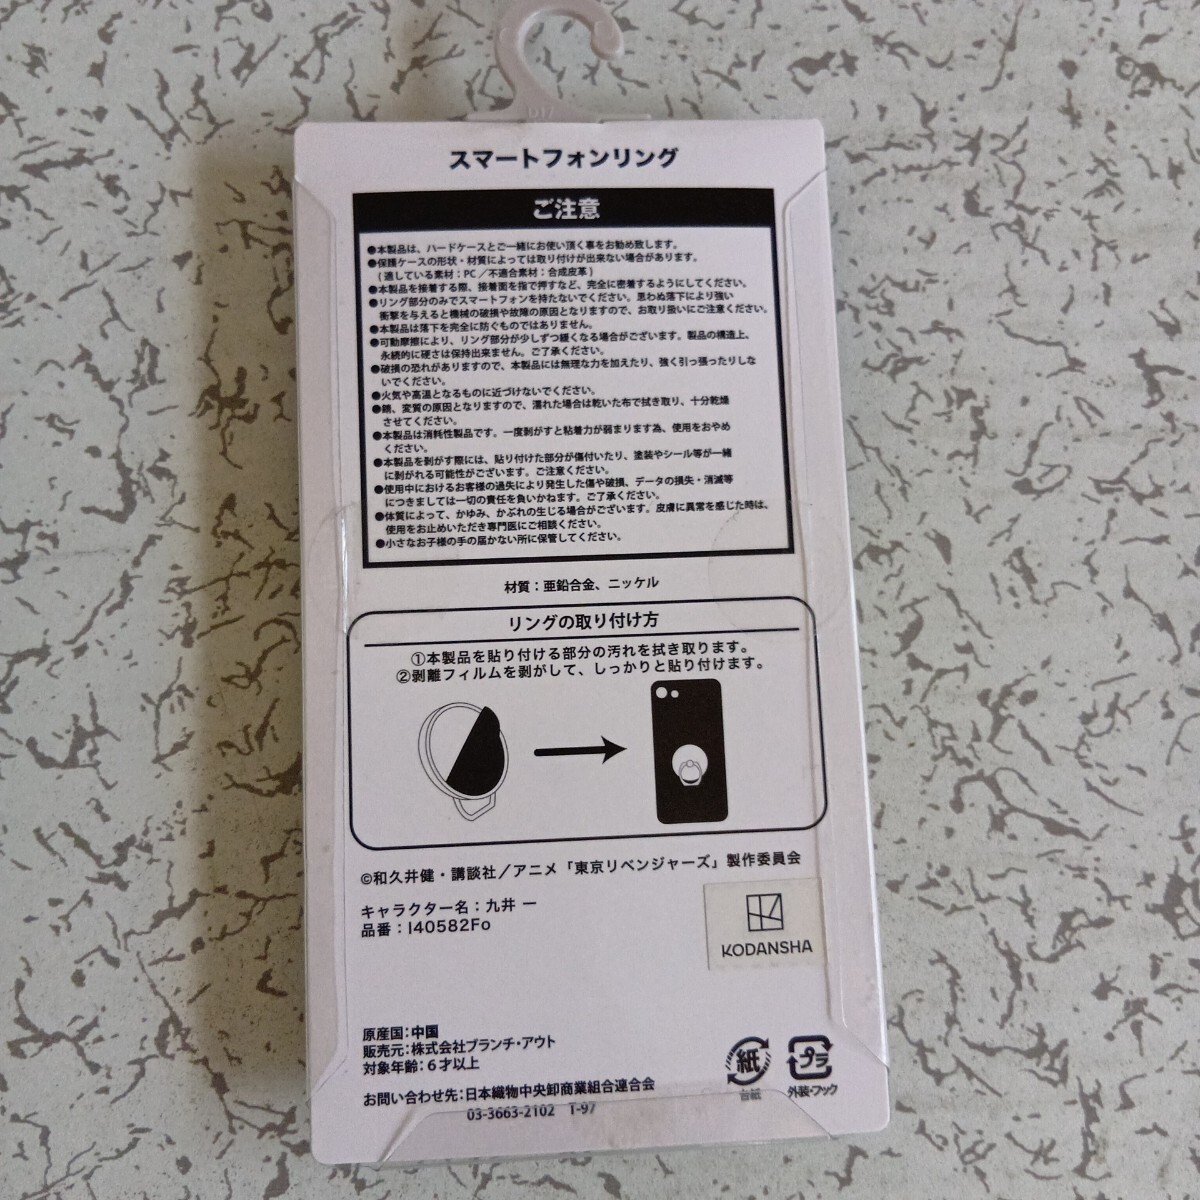 D17
スマートフォンリング
ご注意
●本製品は、ハードケースとご一緒にお使い頂く事をお勧め致します。
●保護ケースの形状・材質によっては取り付けが出来ない場合があります。
(適している素材：PC／不適合素材：合成皮革)
●本製品を接着する際、接着面を指で押すなど、完全に密着するようにしてください。
●リング部分のみでスマートフォンを持たないでください。思わぬ落下により強い
衝撃を与えると機械の破損や故障の原因となりますので、お取り扱いにご注意ください。
●本製品は落下を完全に防ぐものではありません。
●可動摩擦により、リング部分が少しずつ緩くなる場合がございます。製品の構造上、
永続的に硬さは保持出来ません。ご了承ください。
●破損の恐れがありますので、本製品には無理な力を加えたり、強く引っ張ったりしな
いでください。
●火気や高温となるものに近づけないでください。
●錆、変質の原因となりますので、濡れた場合は乾いた布で拭き取り、十分乾燥
させてください。
●本製品は消耗性製品です。一度剥がすと粘着力が弱まります為、使用をおやめ
ください。
●本製品を剥がす際には、貼り付けた部分が傷付いたり、塗装やシール等が一緒
に剥がれる可能性がございます。ご注意ください。
●使用中におけるお客様の過失により発生した傷や破損、データの損失・消滅等
につきましては一切の責任を負いかねます。ご了承ください。
●体質によって、かゆみ、かぶれの生じる場合がございます。皮膚に異常を感じた時は、
使用をお止めいただき専門医にご相談ください。
●小さなお子様の手の届かない所に保管してください。
材質：亜鉛合金、ニッケル
リングの取り付け方
①本製品を貼り付ける部分の汚れを拭き取ります。
②剥離フィルムを剥がして、しっかりと貼り付けます。
©和久井健・講談社／アニメ「東京リベンジャーズ」製作委員会
キャラクター名：九井 一
品番：I40582Fo
KODANSHA
原産国：中国
販売元：株式会社ブランチ・アウト
対象年齢：6才以上
お問い合わせ先：日本織物中央卸商業組合連合会
03-3663-2102 T-97
紙
台紙
プラ
外装・フック